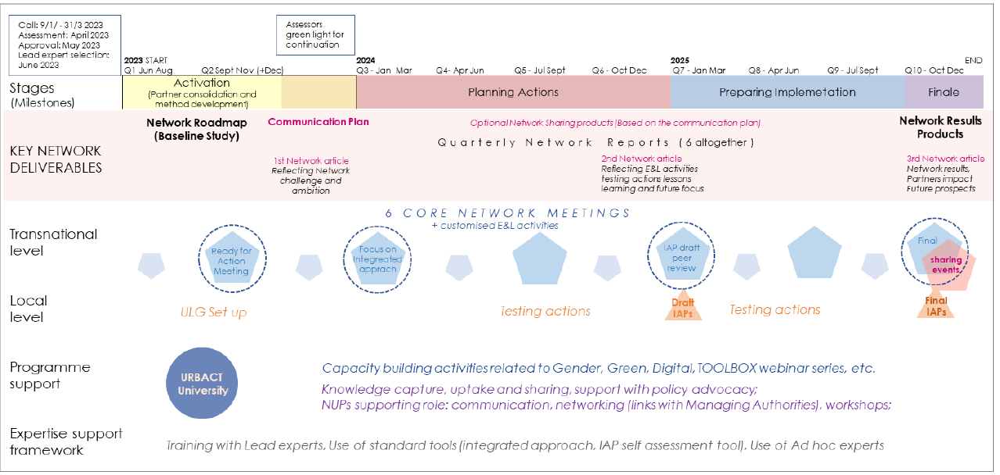 Call: 9/1/ - 31/3 2023
Assessment: April 2023
Approval: May 2023
Lead expert selection:
June 2023
Assessors
green light for
continuation
2023 START
2024
2025
END
Q1 Jun Aug
Q2 Sept Nov (+Dec)
Q3 - Jan Mar
Q4- Apr Jun
Q5 - Jul Sept
Q6 - Oct Dec
Q7 - Jan Mar
Q8 - Apr Jun
Q9 - Jul Sept
Q10 - Oct Dec
Stages
(Milestones)
Activation
(Partner consolidation and
method development)
Planning Actions
Preparing Implemetation
Finale
KEY NETWORK
DELIVERABLES
Network Roadmap
(Baseline Study)
Communication Plan
Optional Network Sharing products (Based on the communication plan)
Quarterly Network Reports (6 altogether)
Network Results
Products
1st Network article
Reflecting Network
challenge and
ambition
2nd Network article
Reflecting E&L activities
testing actions lessons
learning and future focus
3rd Network article
Network results,
Partners impact
Future prospects
6 CORE NETWORK MEETINGS
+ customised E&L activities
Transnational
level
Ready for
Action
Meeting
Focus on
Integreated
apprach
IAP draft
peer
review
Final
sharing
events
Local
level
ULG Set up
Testing actions
Draft
IAPs
Testing actions
Final
IAPs
Programme
support
URBACT
University
Capacity building activities related to Gender, Green, Digital, TOOLBOX webinar series, etc.
Knowledge capture, uptake and sharing, support with policy advocacy;
NUPs supporting role: communication, networking (links with Managing Authorities), workshops;
Expertise support
framework
Training with Lead experts, Use of standard tools (integrated approach, IAP self assessment tool), Use of Ad hoc experts